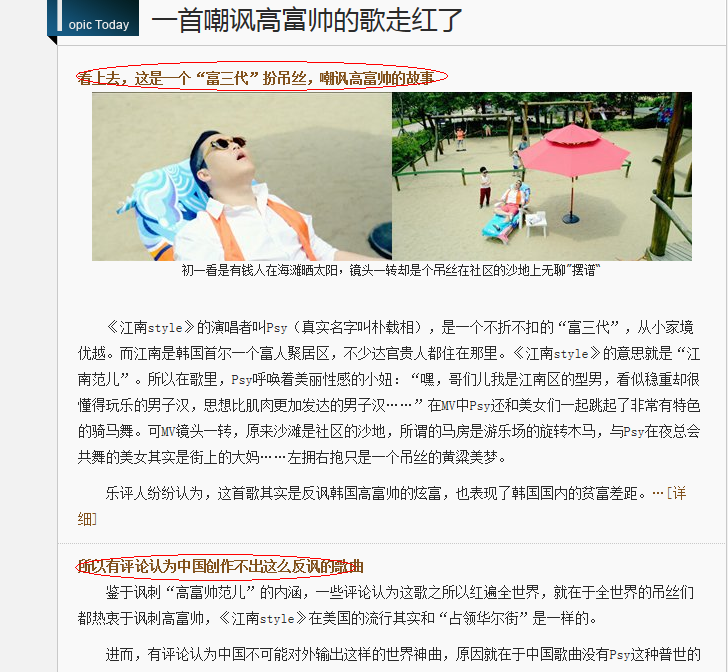 opic Today
一首嘲讽高富帅的歌走红了
看上去，这是一个“富三代”扮吊丝，嘲讽高富帅的故事
初一看是有钱人在海滩晒太阳，镜头一转却是个吊丝在社区的沙地上无聊"摆谱"
《江南style》的演唱者叫Psy（真实名字叫朴载相），是一个不折不扣的“富三代”，从小家境
优越。而江南是韩国首尔一个富人聚居区，不少达官贵人都住在那里。《江南style》的意思就是“江
南范儿”。所以在歌里，Psy呼唤着美丽性感的小妞：“嘿，哥们儿我是江南区的型男，看似稳重却很
懂得玩乐的男子汉，思想比肌肉更加发达的男子汉……”在MV中Psy还和美女们一起跳起了非常有特色
的骑马舞。可MV镜头一转，原来沙滩是社区的沙地，所谓的马房是游乐场的旋转木马，与Psy在夜总会
共舞的美女其实是街上的大妈……左拥右抱只是一个吊丝的黄粱美梦。
乐评人纷纷认为，这首歌其实是反讽韩国高富帅的炫富，也表现了韩国国内的贫富差距。…[详
细]
所以有评论认为中国创作不出这么反讽的歌曲
鉴于讽刺“高富帅范儿”的内涵，一些评论认为这歌之所以红遍全世界，就在于全世界的吊丝们
都热衷于讽刺高富帅，《江南style》在美国的流行其实和“占领华尔街”是一样的。
进而，有评论认为中国不可能对外输出这样的世界神曲，原因就在于中国歌曲没有Psy这种普世的